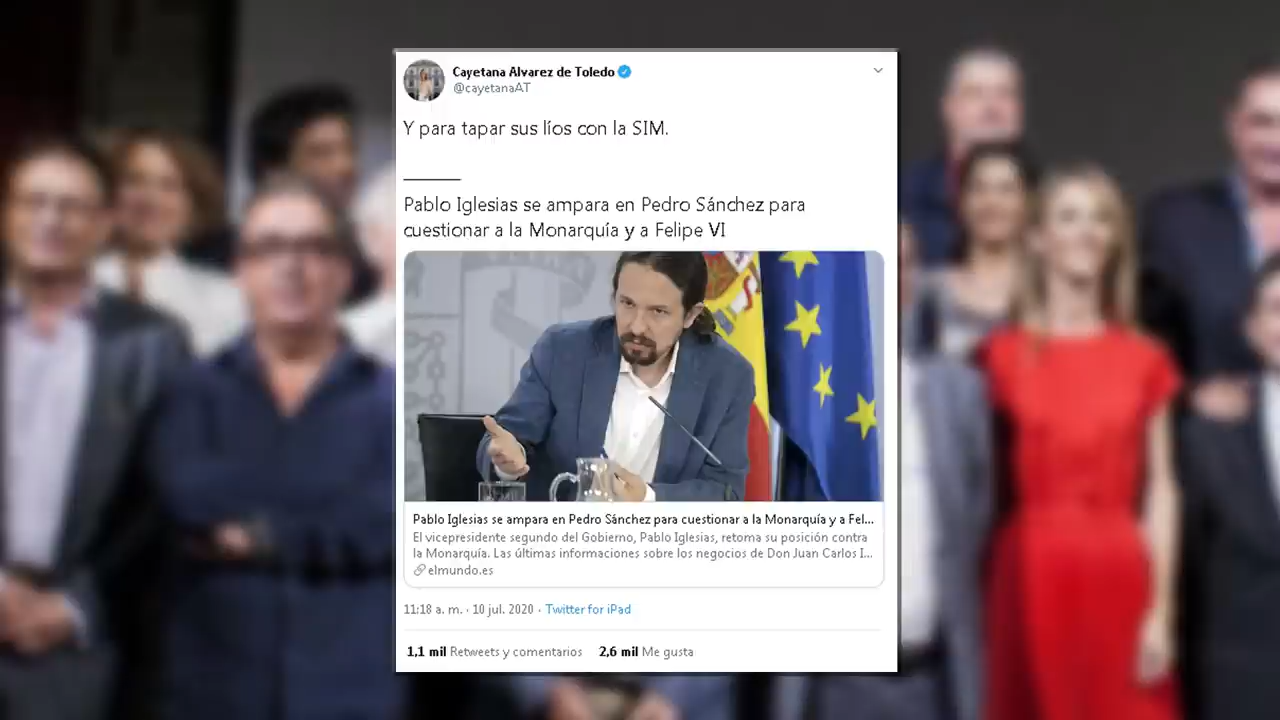 Cayetana Alvarez de Toledo
@cayetanaAT
Y para tapar sus líos con la SIM.
Pablo Iglesias se ampara en Pedro Sánchez para
cuestionar a la Monarquía y a Felipe VI
Pablo Iglesias se ampara en Pedro Sánchez para cuestionar a la Monarquía y a Fel...
El vicepresidente segundo del Gobierno, Pablo Iglesias, retoma su posición contra
la Monarquía. Las últimas informaciones sobre los negocios de Don Juan Carlos I...
elmundo.es
11:18 a. m. · 10 jul. 2020 · Twitter for iPad
1,1 mil Retweets y comentarios 2,6 mil Me gusta